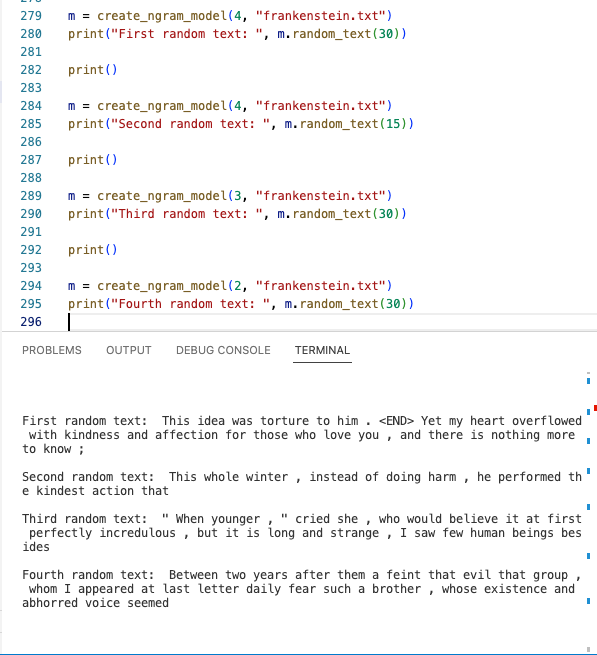 279 m = create_ngram_model(4, "frankenstein.txt")
280 print("First random text: ", m.random_text(30))
281
282 print()
283
284 m = create_ngram_model(4, "frankenstein.txt")
285 print("Second random text: ", m.random_text(15))
286
287 print()
288
289 m = create_ngram_model(3, "frankenstein.txt")
290 print("Third random text: ", m.random_text(30))
291
292 print()
293
294 m = create_ngram_model(2, "frankenstein.txt")
295 print("Fourth random text: ", m.random_text(30))
296
PROBLEMS OUTPUT DEBUG CONSOLE TERMINAL
First random text:  This idea was torture to him . <END> Yet my heart overflowed
 with kindness and affection for those who love you , and there is nothing more
to know ;
Second random text:  This whole winter , instead of doing harm , he performed th
e kindest action that
Third random text:  " When younger , " cried she , who would believe it at first
 perfectly incredulous , but it is long and strange , I saw few human beings bes
ides
Fourth random text:  Between two years after them a feint that evil that group ,
 whom I appeared at last letter daily fear such a brother , whose existence and
abhorred voice seemed